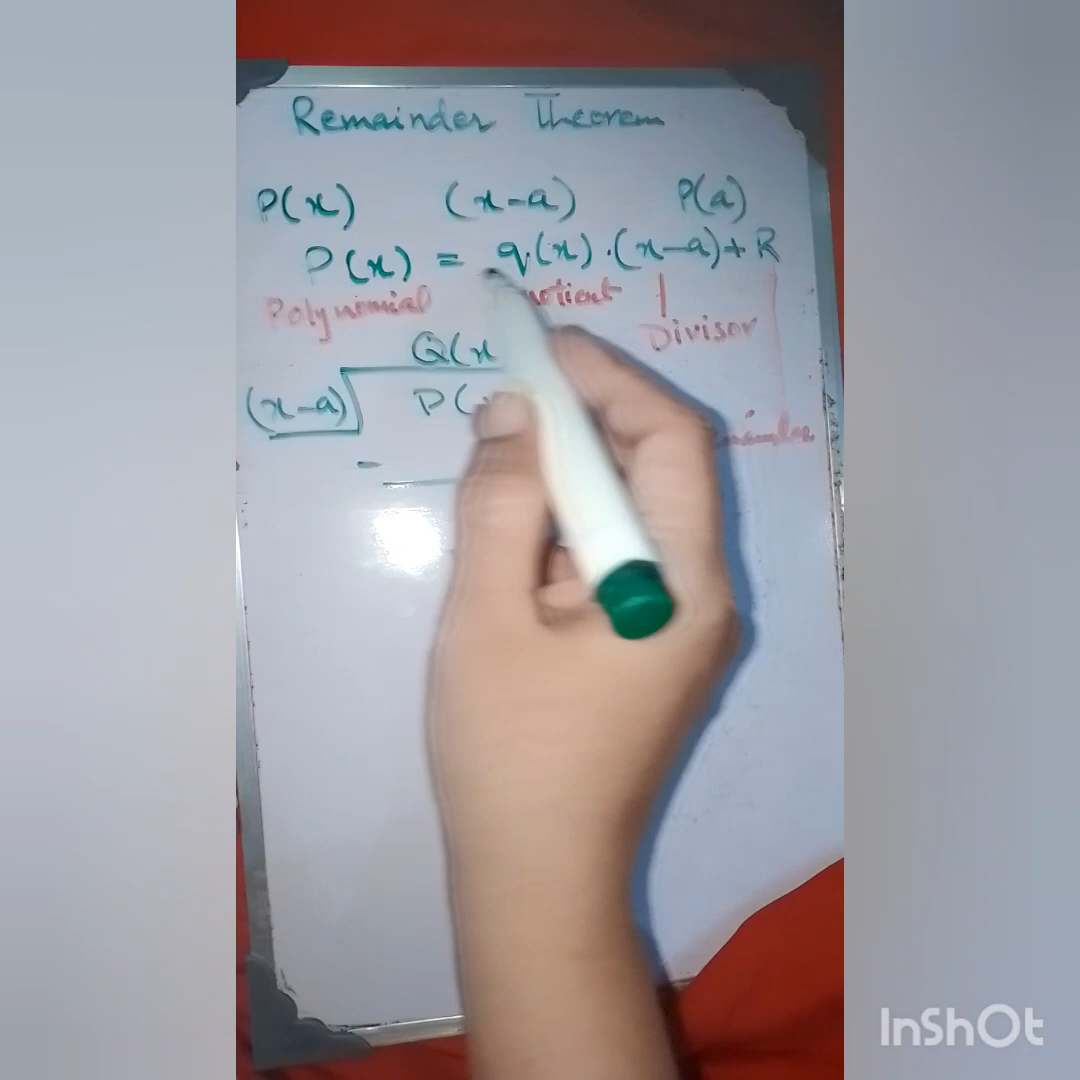 Remainder Theorem
P(x) (x-a) P(a)
P(x) = q(x) . (x-a) + R
Polynomial Divisor
Q(x
(x-a) P(
-
InShOt